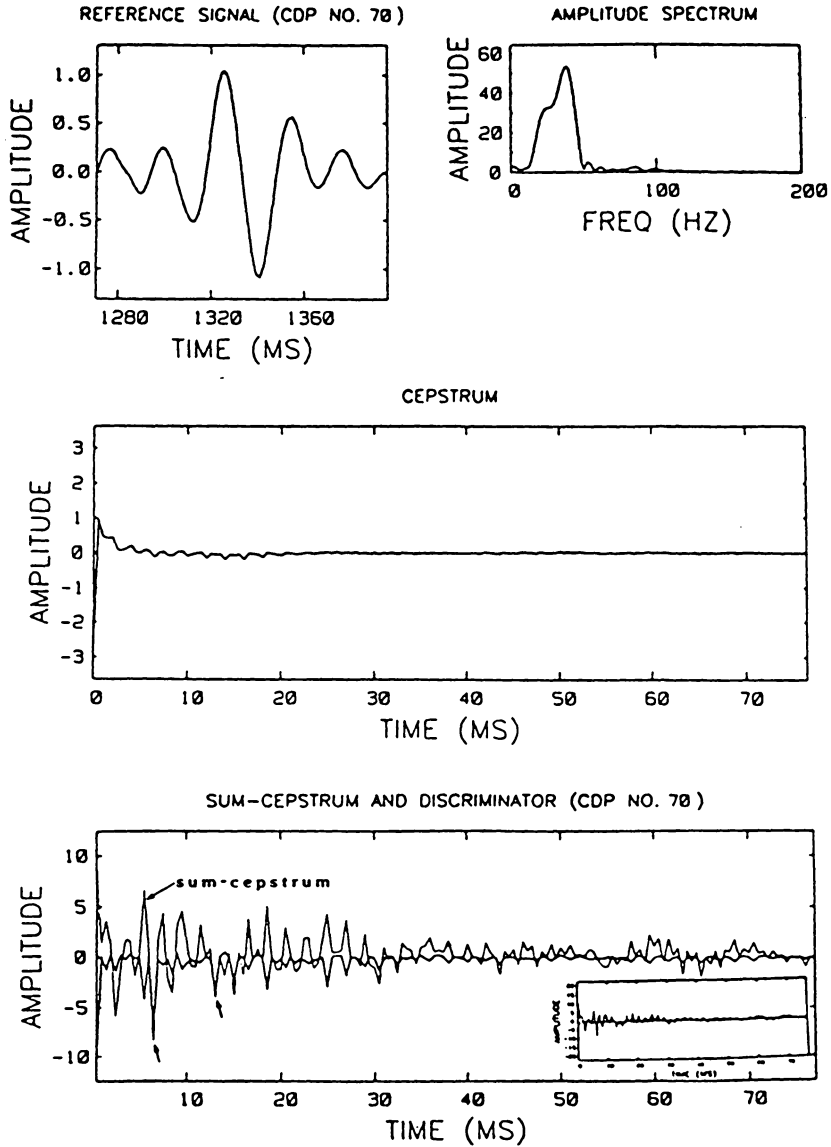 REFERENCE SIGNAL (CDP NO. 70)
AMPLITUDE
1.0
0.5
0.0
-0.5
-1.0
1280 1320 1360
TIME (MS)
AMPLITUDE SPECTRUM
AMPLITUDE
60
40
20
0
0 100 200
FREQ (HZ)
CEPSTRUM
AMPLITUDE
3
2
1
0
-1
-2
-3
0 10 20 30 40 50 60 70
TIME (MS)
SUM-CEPSTRUM AND DISCRIMINATOR (CDP NO. 70)
AMPLITUDE
10
5
0
-5
-10
sum-cepstrum
AMPLITUDE
TIME (MS)
10 20 30 40 50 60 70
TIME (MS)